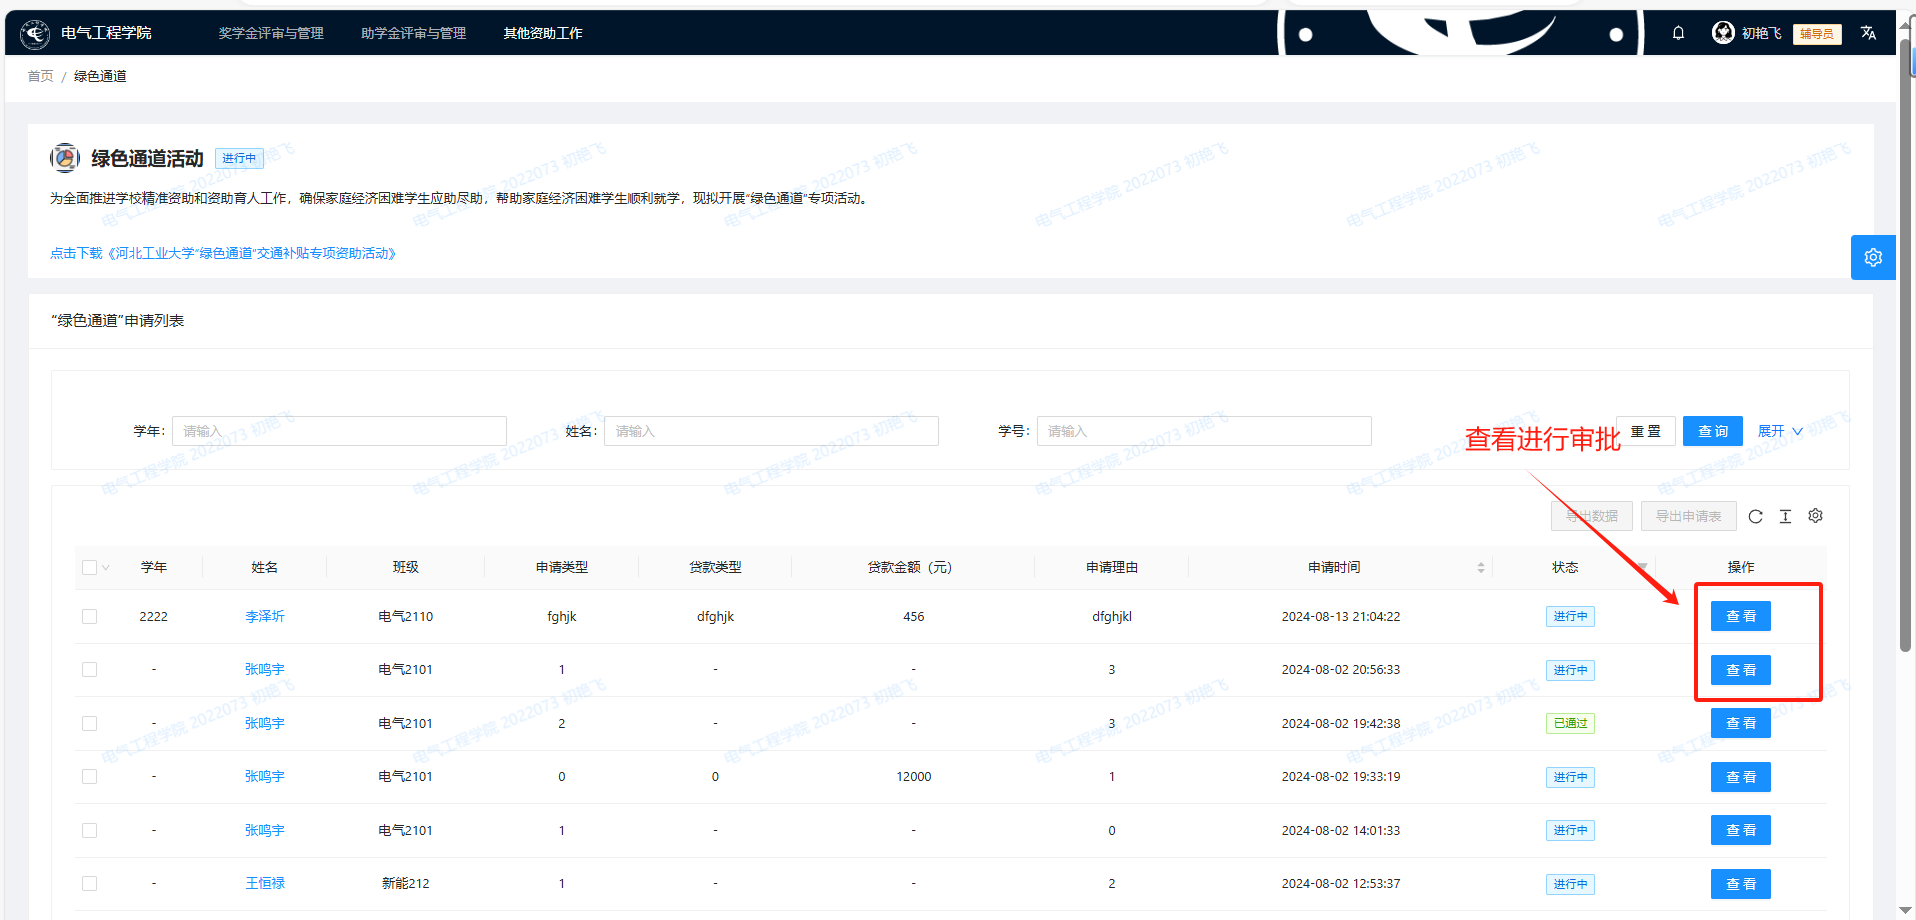 电气工程学院 奖学金评审与管理 助学金评审与管理 其他资助工作 初艳飞 辅导员
首页 / 绿色通道
绿色通道活动 进行中
为全面推进学校精准资助和资助育人工作，确保家庭经济困难学生应助尽助，帮助家庭经济困难学生顺利就学，现拟开展“绿色通道”专项活动。
点击下载《河北工业大学“绿色通道”交通补贴专项资助活动》
“绿色通道”申请列表
学年： 请输入 姓名： 请输入 学号： 请输入 重 置 查 询 展开
查看进行审批
导出数据 导出申请表
学年 姓名 班级 申请类型 贷款类型 贷款金额（元） 申请理由 申请时间 状态 操作
2222 李泽圻 电气2110 fghjk dfghjk 456 dfghjkl 2024-08-13 21:04:22 进行中 查 看
- 张鸣宇 电气2101 1 - - 3 2024-08-02 20:56:33 进行中 查 看
- 张鸣宇 电气2101 2 - - 3 2024-08-02 19:42:38 已通过 查 看
- 张鸣宇 电气2101 0 0 12000 1 2024-08-02 19:33:19 进行中 查 看
- 张鸣宇 电气2101 1 - - 0 2024-08-02 14:01:33 进行中 查 看
- 王恒禄 新能212 1 - - 2 2024-08-02 12:53:37 进行中 查 看
电气工程学院 2022073 初艳飞